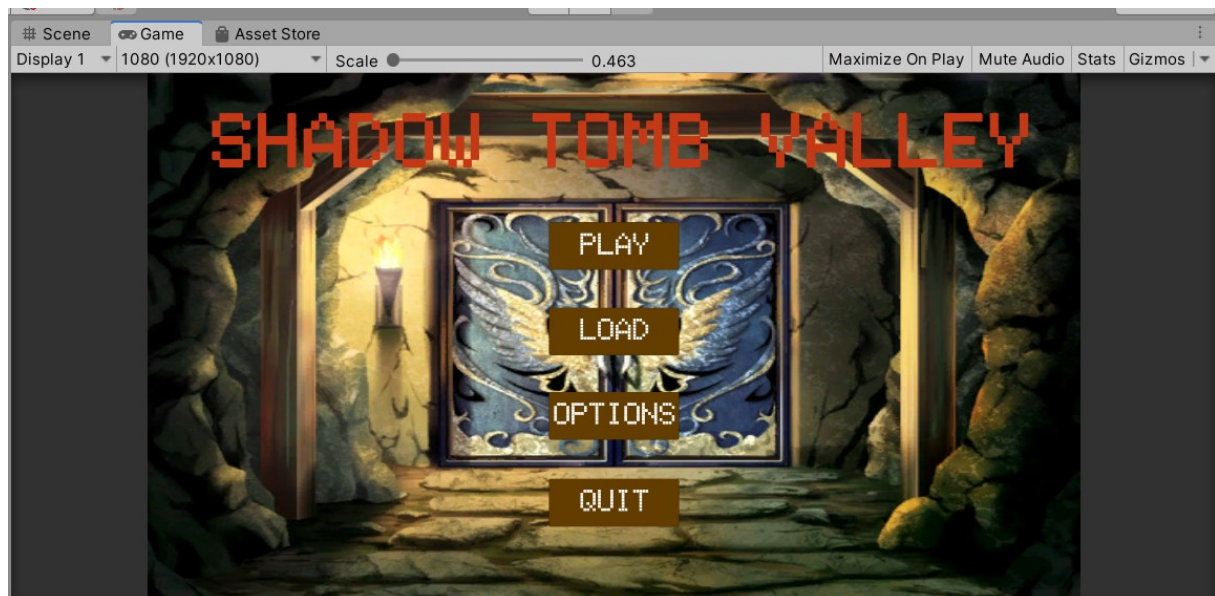 Scene Game Asset Store
Display 1 1080 (1920x1080) Scale 0.463 Maximize On Play Mute Audio Stats Gizmos
SHADOW TOMB VALLEY
PLAY
LOAD
OPTIONS
QUIT